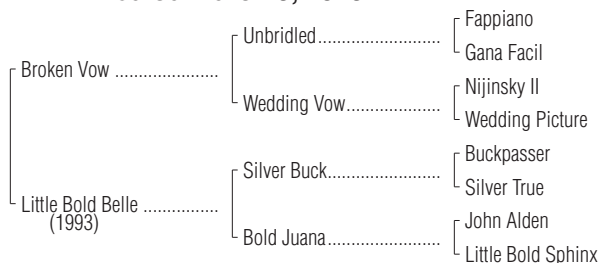 Fappiano
Unbridled
Gana Facil
Broken Vow
Nijinsky II
Wedding Vow
Wedding Picture
Buckpasser
Silver Buck
Silver True
Little Bold Belle
(1993)
John Alden
Bold Juana
Little Bold Sphinx